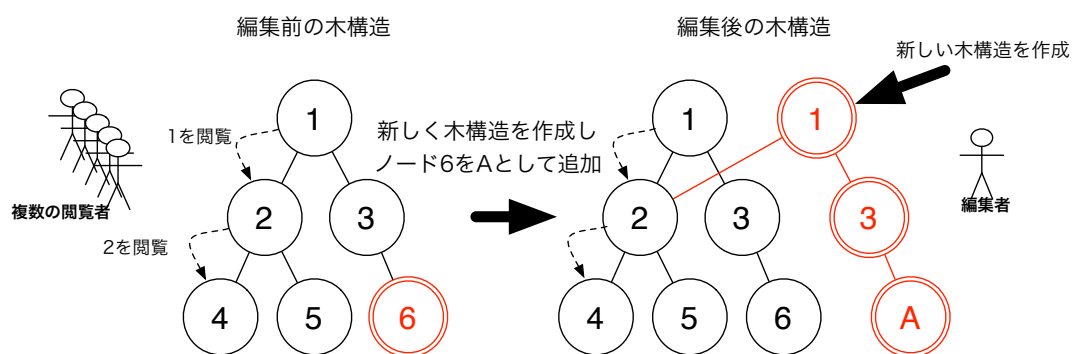 編集前の木構造
編集後の木構造
新しい木構造を作成
1
1を閲覧
2
3
2を閲覧
4
5
6
複数の閲覧者
新しく木構造を作成し
ノード6をAとして追加
1
1
2
3
3
4
5
6
A
編集者